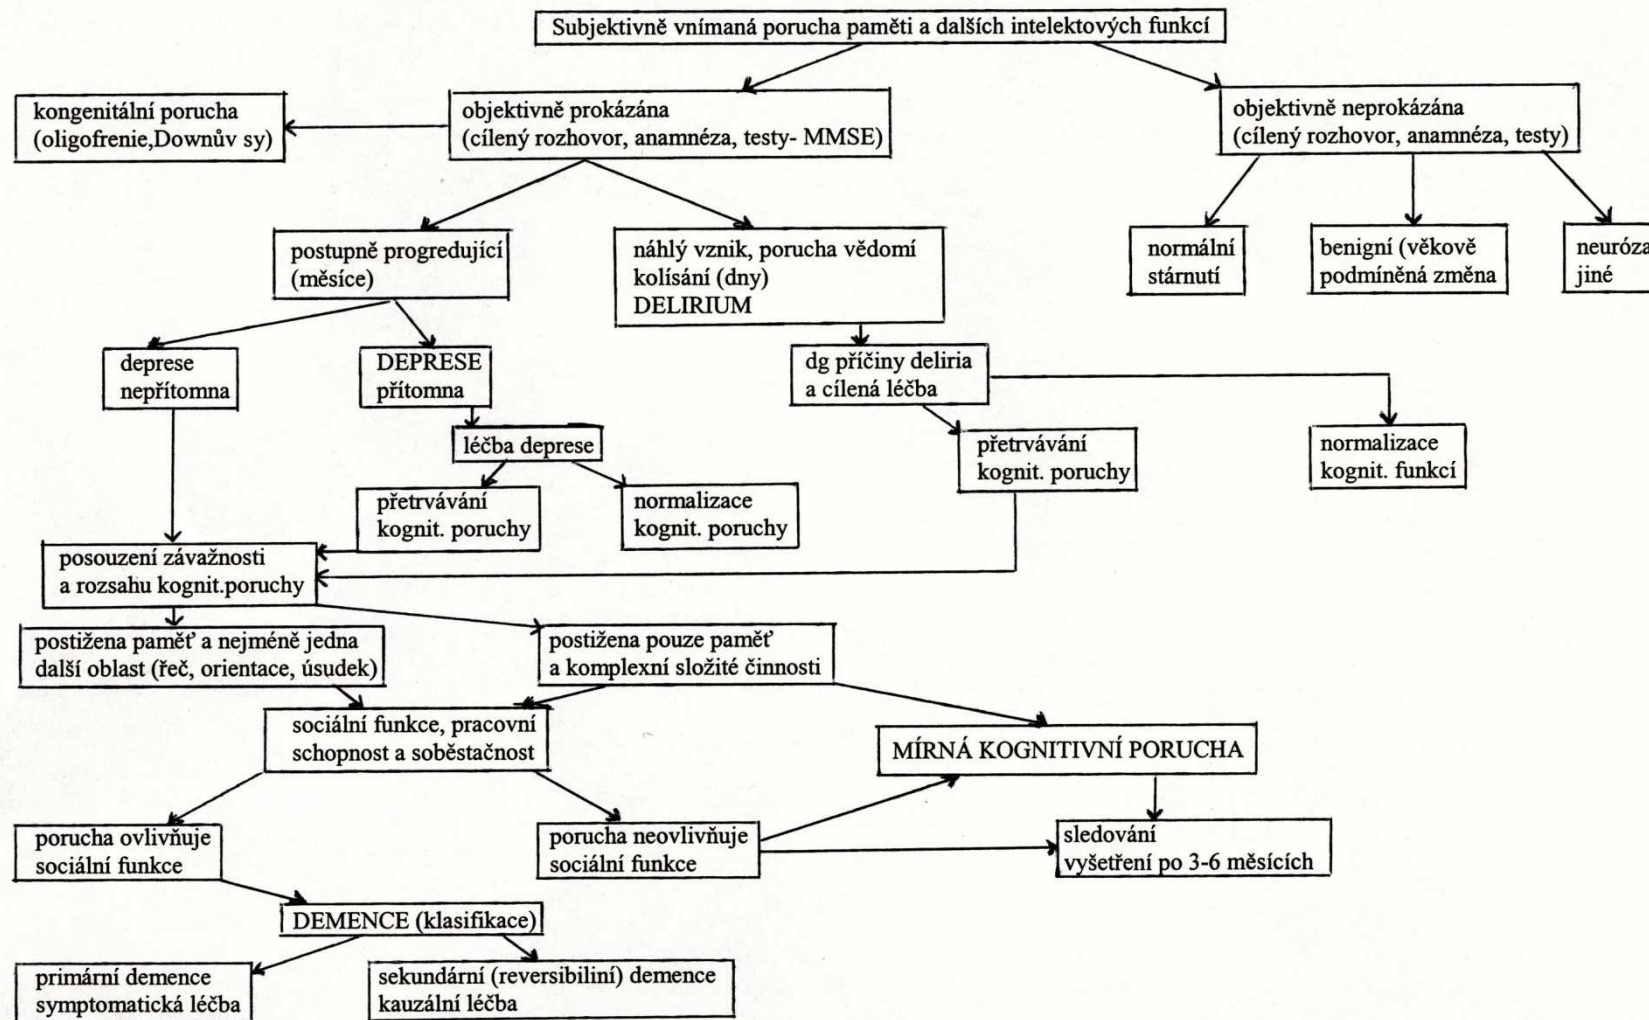 Subjektivně vnímaná porucha paměti a dalších intelektových funkcí
kongenitální porucha
(oligofrenie,Downův sy)
objektivně prokázána
(cílený rozhovor, anamnéza, testy- MMSE)
objektivně neprokázána
(cílený rozhovor, anamnéza, testy)
postupně progredující
(měsíce)
náhlý vznik, porucha vědomí
kolísání (dny)
DELIRIUM
normální
stárnutí
benigní (věkově
podmíněná změna
neuróza
jiné
deprese
nepřítomna
DEPRESE
přítomna
dg příčiny deliria
a cílená léčba
léčba deprese
přetrvávání
kognit. poruchy
normalizace
kognit. funkcí
přetrvávání
kognit. poruchy
normalizace
kognit. poruchy
posouzení závažnosti
a rozsahu kognit.poruchy
postižena paměť a nejméně jedna
další oblast (řeč, orientace, úsudek)
postižena pouze paměť
a komplexní složité činnosti
sociální funkce, pracovní
schopnost a soběstačnost
MÍRNÁ KOGNITIVNÍ PORUCHA
porucha ovlivňuje
sociální funkce
porucha neovlivňuje
sociální funkce
sledování
vyšetření po 3-6 měsících
DEMENCE (klasifikace)
primární demence
symptomatická léčba
sekundární (reversibiliní) demence
kauzální léčba